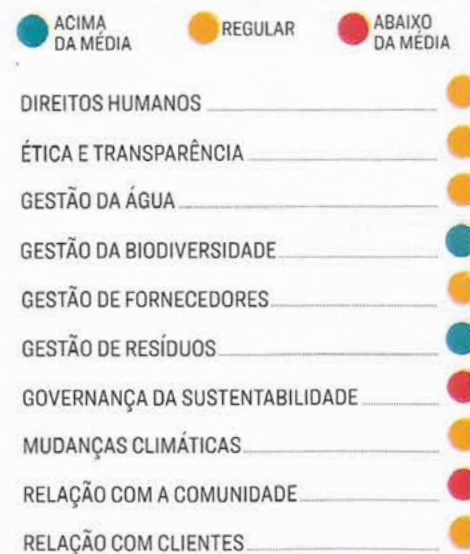 ACIMA
DA MÉDIA
REGULAR
ABAIXO
DA MÉDIA
DIREITOS HUMANOS
ÉTICA E TRANSPARÊNCIA
GESTÃO DA ÁGUA
GESTÃO DA BIODIVERSIDADE
GESTÃO DE FORNECEDORES
GESTÃO DE RESÍDUOS
GOVERNANÇA DA SUSTENTABILIDADE
MUDANÇAS CLIMÁTICAS
RELAÇÃO COM A COMUNIDADE
RELAÇÃO COM CLIENTES